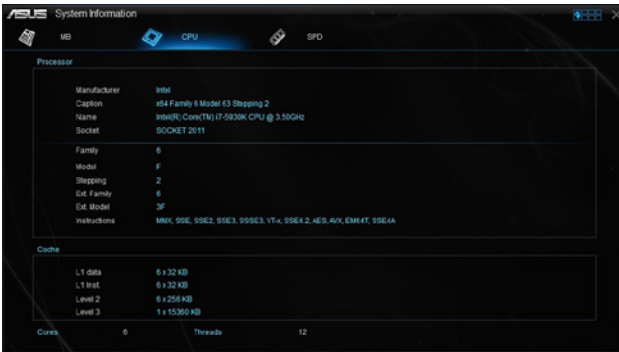 ASUS System Information
MB CPU SPD
Processor
Manufacturer Intel
Caption x64 Family 6 Model 63 Stepping 2
Name Intel(R) Core(TM) i7-5930K CPU @ 3.50GHz
Socket SOCKET 2011
Family 6
Model F
Stepping 2
Ext. Family 6
Ext. Model 3F
Instructions MMX, SSE, SSE2, SSE3, SSSE3, VT-x, SSE4.2, AES, AVX, EM64T, SSE4A
Cache
L1 data 6 x 32 KB
L1 Inst. 6 x 32 KB
Level 2 6 x 256 KB
Level 3 1 x 15360 KB
Cores 6 Threads 12